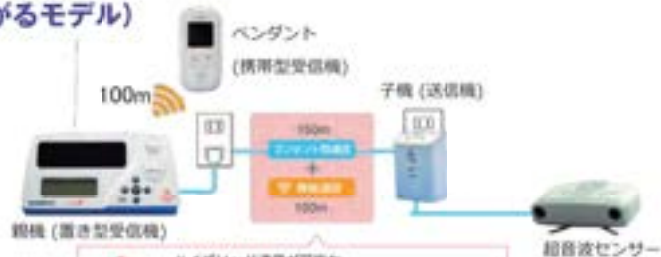 がるモデル)
ペンダント
(携帯型受信機)
100m
子機 (送信機)
150m
コンセント間通信
+
無線通信
100m
親機 (置き型受信機)
超音波センサー